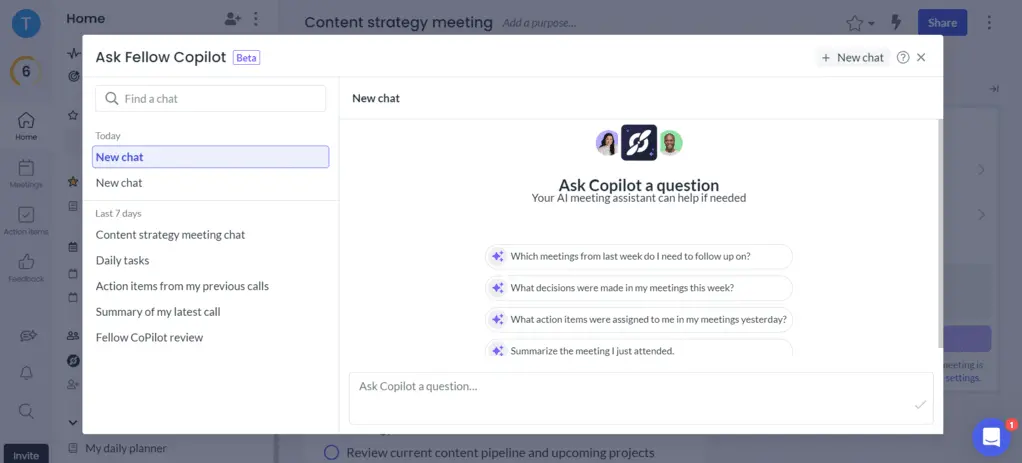 T
Home
Content strategy meeting
Add a purpose...
Share
Ask Fellow Copilot
Beta
+ New chat
6
Find a chat
New chat
Home
Today
New chat
Ask Copilot a question
Your AI meeting assistant can help if needed
New chat
Meetings
Last 7 days
Action items
Content strategy meeting chat
Which meetings from last week do I need to follow up on?
Daily tasks
Feedback
Action items from my previous calls
What decisions were made in my meetings this week?
Summary of my latest call
What action items were assigned to me in my meetings yesterday?
Fellow CoPilot review
Summarize the meeting I just attended.
meeting is
settings.
Ask Copilot a question...
1
My daily planner
Review current content pipeline and upcoming projects
Invite